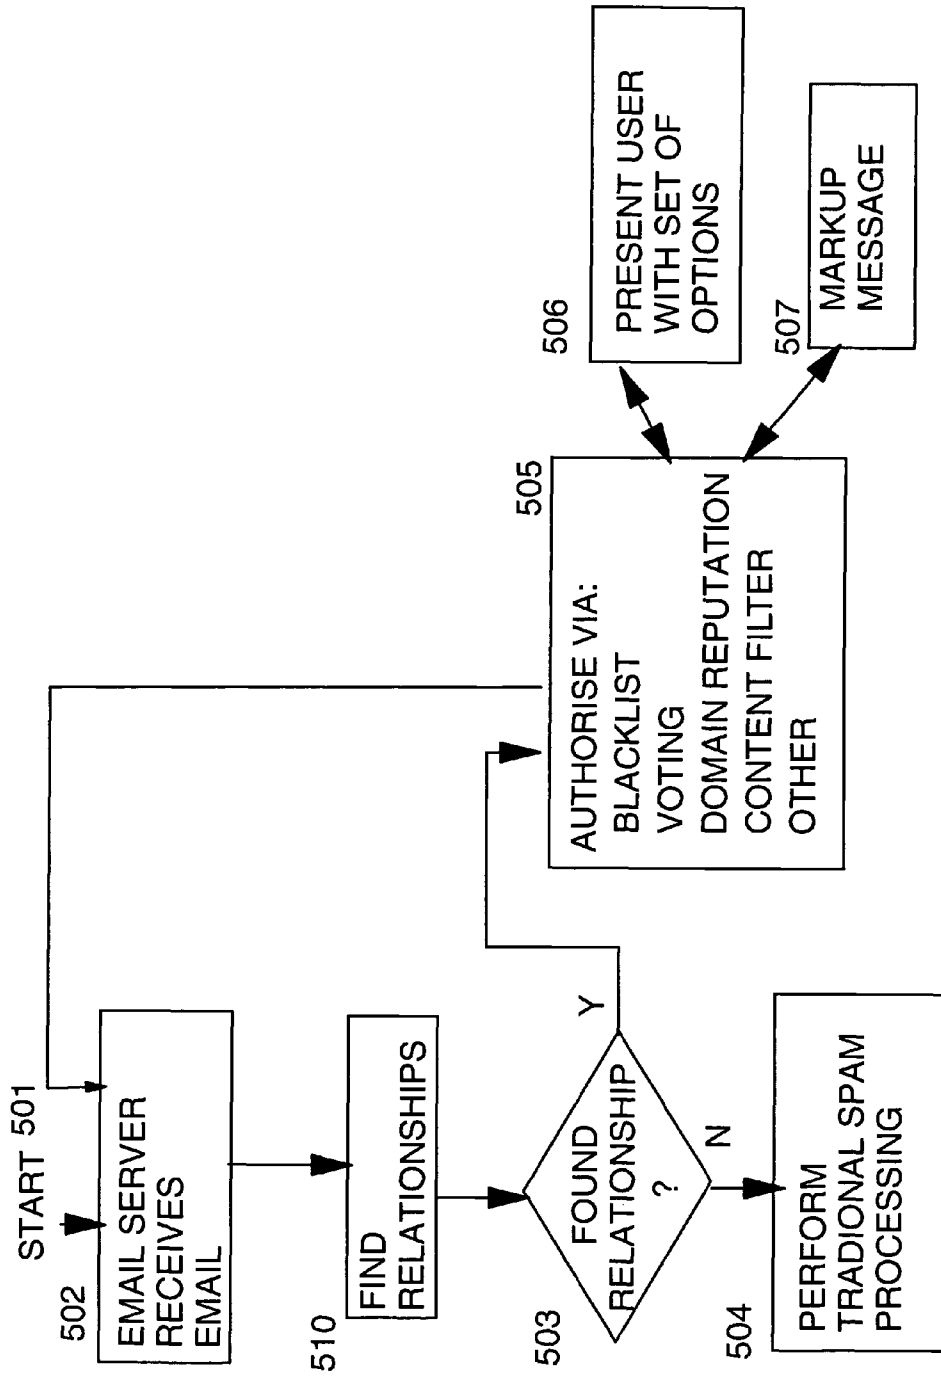 START 501
502
EMAIL SERVER
RECEIVES
EMAIL
510
FIND
RELATIONSHIPS
503
FOUND
RELATIONSHIP
?
Y
N
504
PERFORM
TRADIONAL SPAM
PROCESSING
505
AUTHORISE VIA:
BLACKLIST
VOTING
DOMAIN REPUTATION
CONTENT FILTER
OTHER
506
PRESENT USER
WITH SET OF
OPTIONS
507
MARKUP
MESSAGE